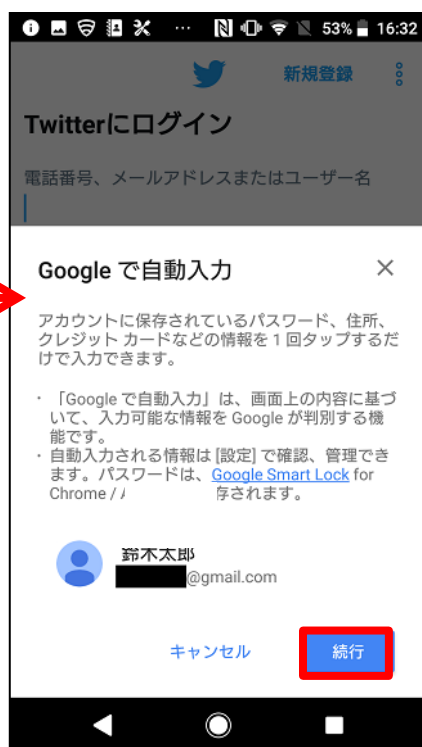 53% 16:32
新規登録
Twitterにログイン
電話番号、メールアドレスまたはユーザー名
Google で自動入力
アカウントに保存されているパスワード、住所、
クレジット カードなどの情報を 1 回タップするだ
けで入力できます。
・「Google で自動入力」は、画面上の内容に基づ
いて、入力可能な情報を Google が判別する機
能です。
・自動入力される情報は [設定] で確認、管理でき
ます。パスワードは、Google Smart Lock for
Chrome / 存されます。
鈴木太郎
@gmail.com
キャンセル 続行